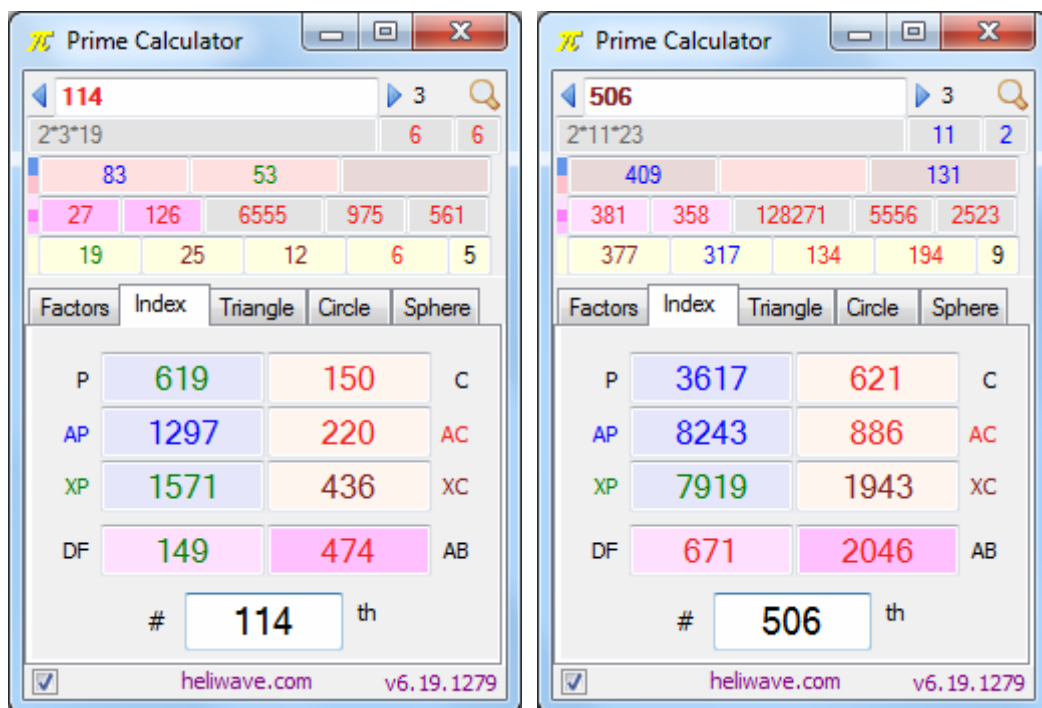 Prime Calculator
114 3
2*3*19 6 6
83 53
27 126 6555 975 561
19 25 12 6 5
Factors Index Triangle Circle Sphere
P 619 150 C
AP 1297 220 AC
XP 1571 436 XC
DF 149 474 AB
# 114 th
heliwave.com v6.19.1279
Prime Calculator
506 3
2*11*23 11 2
409 131
381 358 128271 5556 2523
377 317 134 194 9
Factors Index Triangle Circle Sphere
P 3617 621 C
AP 8243 886 AC
XP 7919 1943 XC
DF 671 2046 AB
# 506 th
heliwave.com v6.19.1279